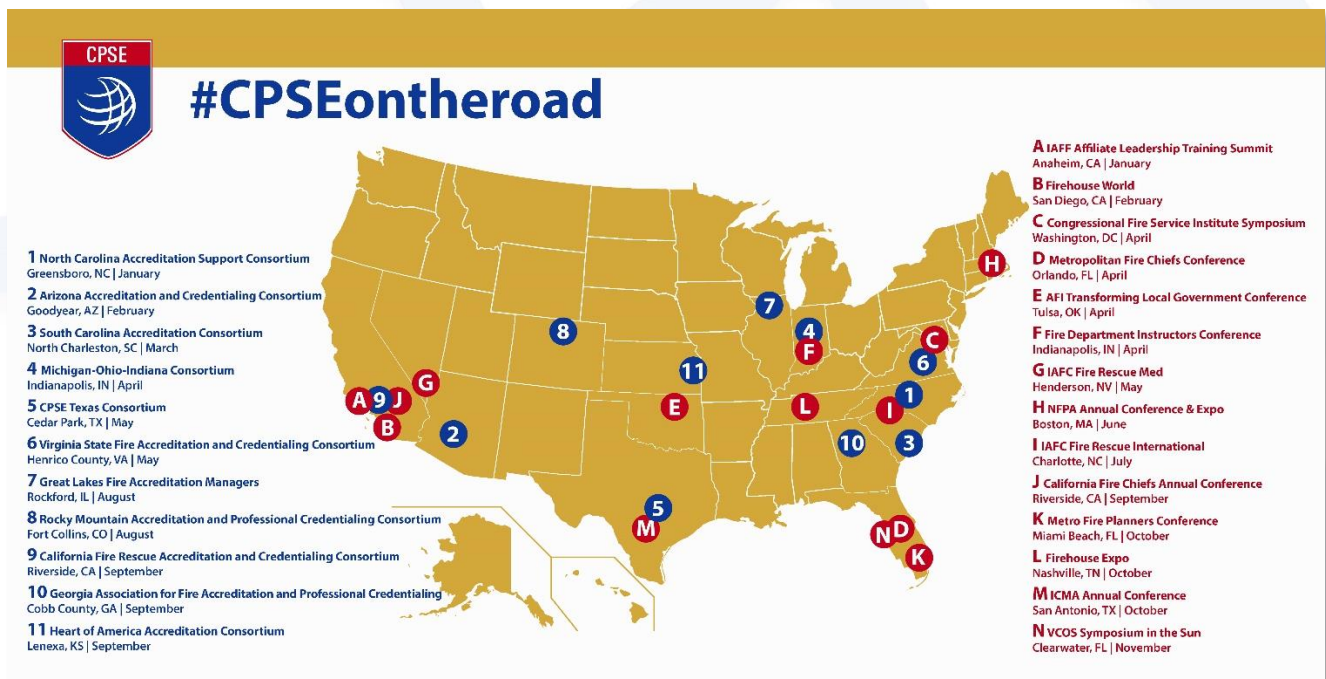 CPSE
#CPSEontheroad
1 North Carolina Accreditation Support Consortium
Greensboro, NC | January
2 Arizona Accreditation and Credentialing Consortium
Goodyear, AZ | February
3 South Carolina Accreditation Consortium
North Charleston, SC | March
4 Michigan-Ohio-Indiana Consortium
Indianapolis, IN | April
5 CPSE Texas Consortium
Cedar Park, TX | May
6 Virginia State Fire Accreditation and Credentialing Consortium
Henrico County, VA | May
7 Great Lakes Fire Accreditation Managers
Rockford, IL | August
8 Rocky Mountain Accreditation and Professional Credentialing Consortium
Fort Collins, CO | August
9 California Fire Rescue Accreditation and Credentialing Consortium
Riverside, CA | September
10 Georgia Association for Fire Accreditation and Professional Credentialing
Cobb County, GA | September
11 Heart of America Accreditation Consortium
Lenexa, KS | September
H
7
4
8
C
F
6
11
G
1
A
9
J
E
L
I
B
2
10
3
5
M
N
D
K
A IAFF Affiliate Leadership Training Summit
Anaheim, CA | January
B Firehouse World
San Diego, CA | February
C Congressional Fire Service Institute Symposium
Washington, DC | April
D Metropolitan Fire Chiefs Conference
Orlando, FL | April
E AFI Transforming Local Government Conference
Tulsa, OK | April
F Fire Department Instructors Conference
Indianapolis, IN | April
G IAFC Fire Rescue Med
Henderson, NV | May
H NFPA Annual Conference & Expo
Boston, MA | June
I IAFC Fire Rescue International
Charlotte, NC | July
J California Fire Chiefs Annual Conference
Riverside, CA | September
K Metro Fire Planners Conference
Miami Beach, FL | October
L Firehouse Expo
Nashville, TN | October
M ICMA Annual Conference
San Antonio, TX | October
N VCOS Symposium in the Sun
Clearwater, FL | November